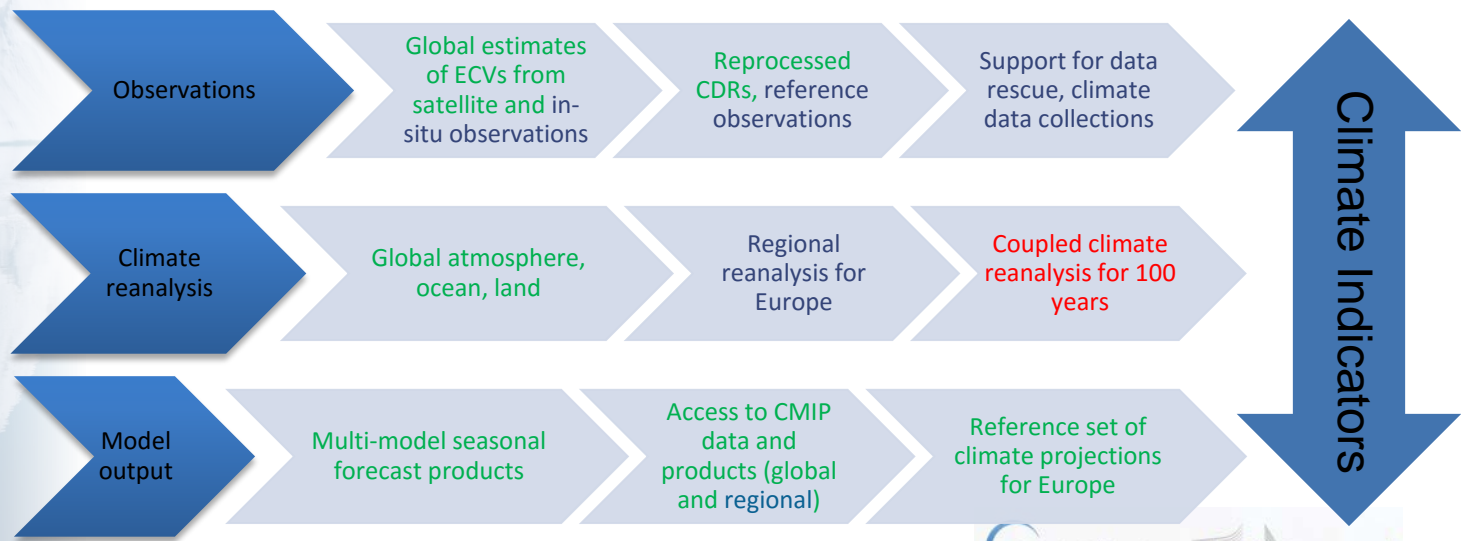 Observations
Global estimates
of ECVs from
satellite and in-
situ observations
Reprocessed
CDRs, reference
observations
Support for data
rescue, climate
data collections
Climate
reanalysis
Global atmosphere,
ocean, land
Regional
reanalysis for
Europe
Coupled climate
reanalysis for 100
years
Model
output
Multi-model seasonal
forecast products
Access to CMIP
data and
products (global
and regional)
Reference set of
climate projections
for Europe
Climate Indicators